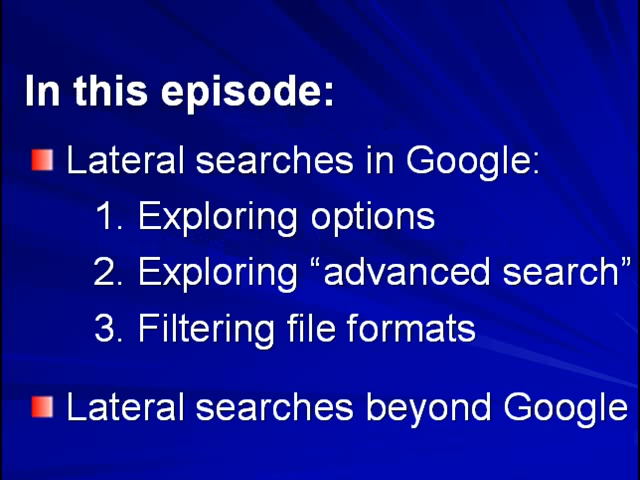 In this episode:
Lateral searches in Google:
1. Exploring options
2. Exploring “advanced search”
3. Filtering file formats
Lateral searches beyond Google